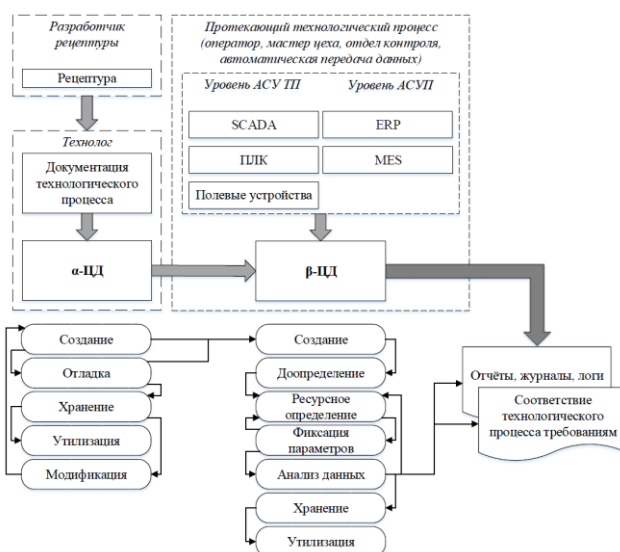 Разработчик
рецептуры
Рецептура
Протекающий технологический процесс
(оператор, мастер цеха, отдел контроля,
автоматическая передача данных)
Уровень АСУ ТП
Уровень АСУП
SCADA
ERP
ПЛК
MES
Полевые устройства
Технолог
Документация
технологического
процесса
α-ЦД
β-ЦД
Создание
Отладка
Хранение
Утилизация
Модификация
Создание
Доопределение
Ресурсное
определение
Фиксация
параметров
Анализ данных
Хранение
Утилизация
Отчёты, журналы, логи
Соответствие
технологического
процесса требованиям